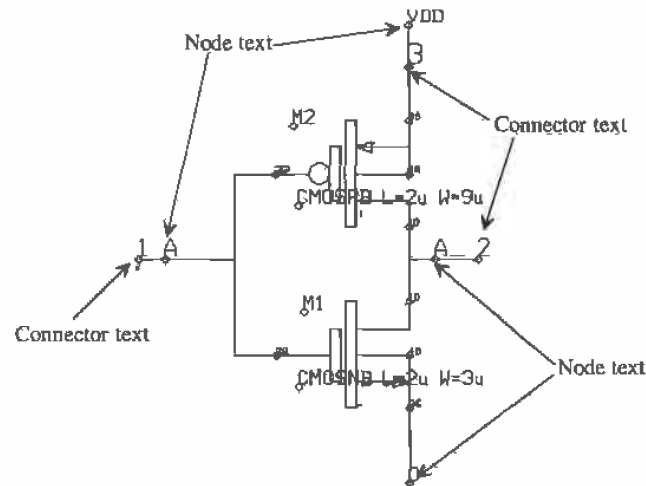 VDD
Node text
3
M2
Connector text
CMOSPB L=2u W=9u
1 A
A_ 2
M1
Connector text
Node text
CMOSNB L=2u W=3u
0